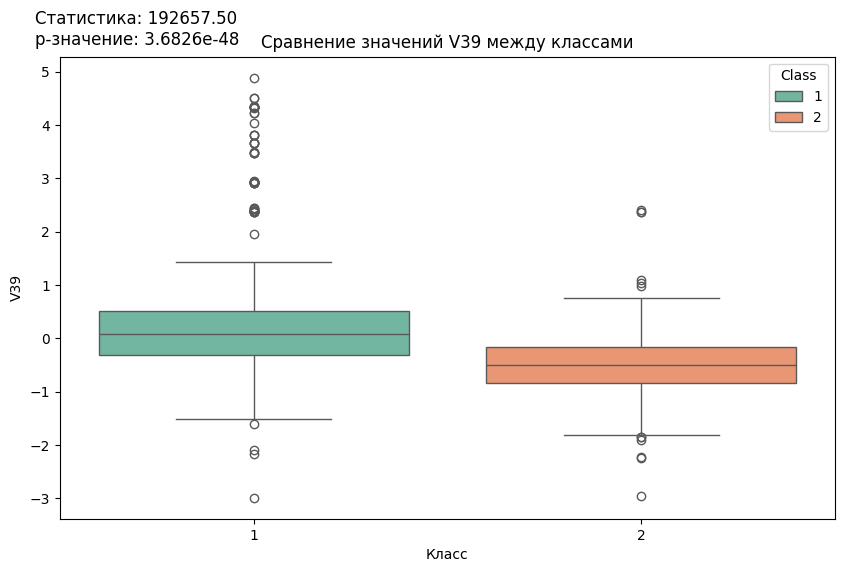 Статистика: 192657.50
p-значение: 3.6826e-48
Сравнение значений V39 между классами
Class
1
2
5
4
3
2
1
0
−1
−2
−3
V39
1
2
Класс